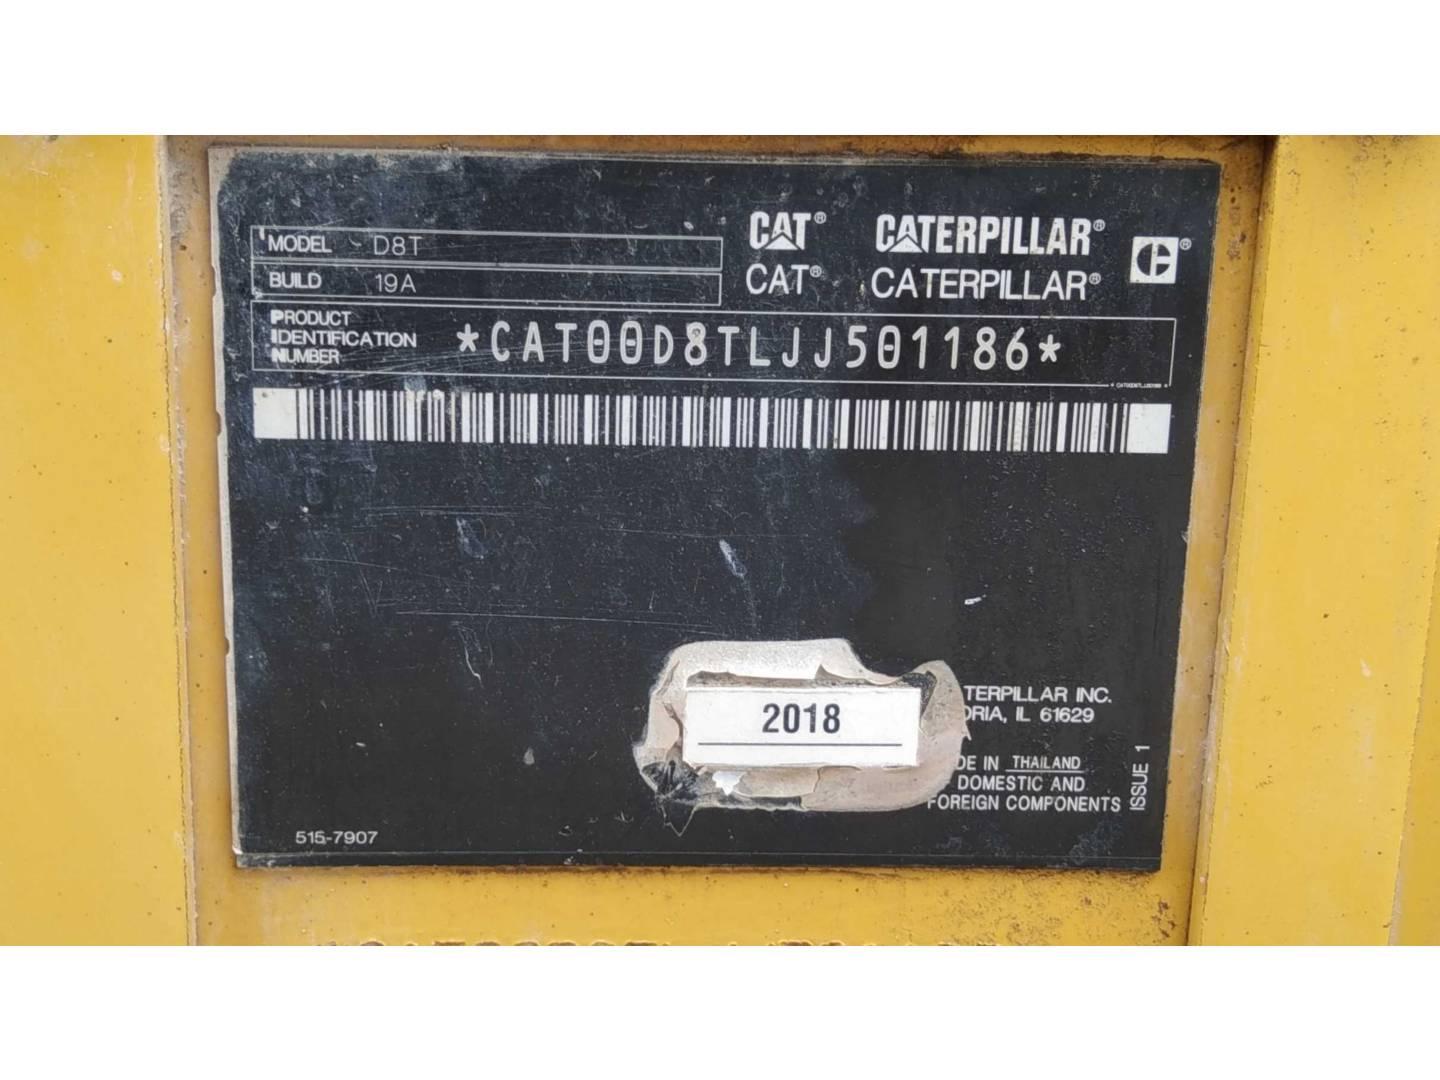 MODEL D8T
BUILD 19A
CAT® CATERPILLAR® ®
CAT® CATERPILLAR®
PRODUCT
IDENTIFICATION
NUMBER
*CAT00D8TLJJ501186*
2018
TERPILLAR INC.
ORIA, IL 61629
A
DE IN THAILAND
DOMESTIC AND
FOREIGN COMPONENTS
ISSUE 1
515-7907